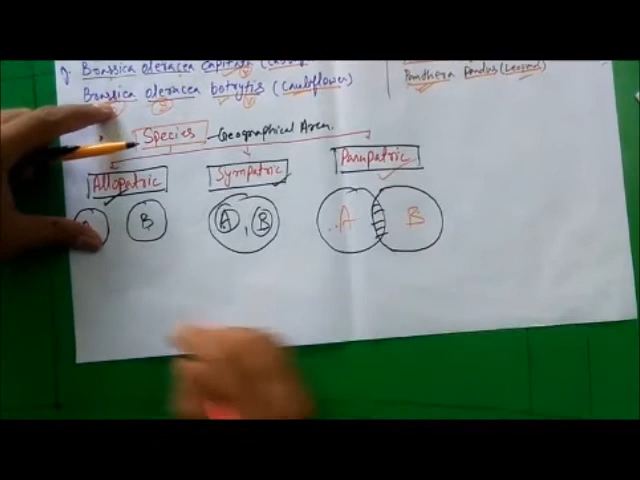 Brassica oleracea capitata (
Brassica oleracea botrytis (Cauliflower)
Panthera pardus (Leopard)
Species - Geographical Area.
Allopatric Sympatric Parapatric
B A , B A B